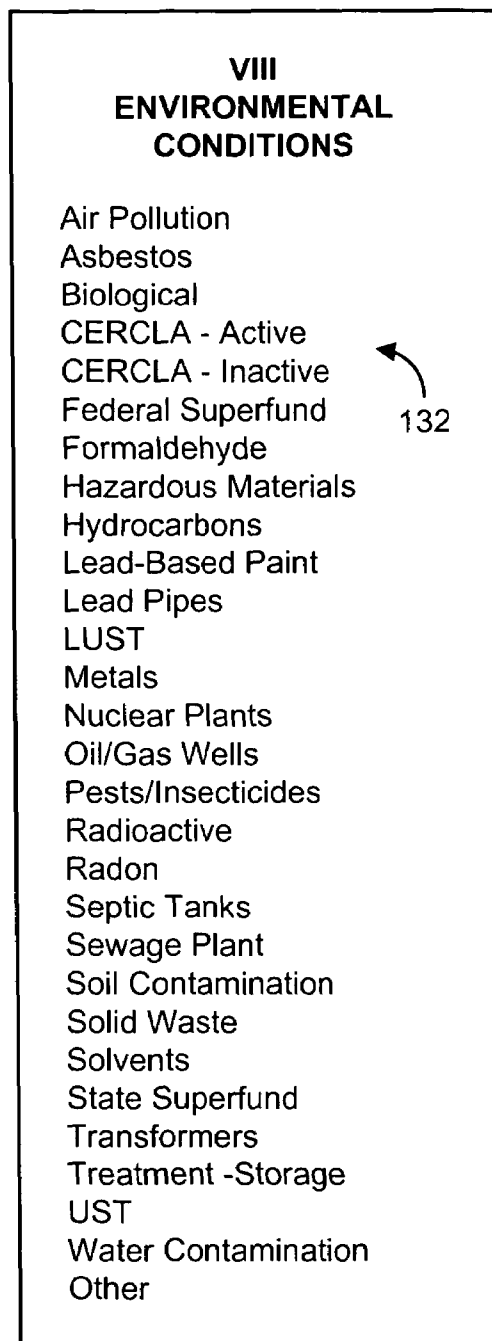 VIII
ENVIRONMENTAL
CONDITIONS
Air Pollution
Asbestos
Biological
CERCLA - Active
CERCLA - Inactive
Federal Superfund
132
Formaldehyde
Hazardous Materials
Hydrocarbons
Lead-Based Paint
Lead Pipes
LUST
Metals
Nuclear Plants
Oil/Gas Wells
Pests/Insecticides
Radioactive
Radon
Septic Tanks
Sewage Plant
Soil Contamination
Solid Waste
Solvents
State Superfund
Transformers
Treatment -Storage
UST
Water Contamination
Other